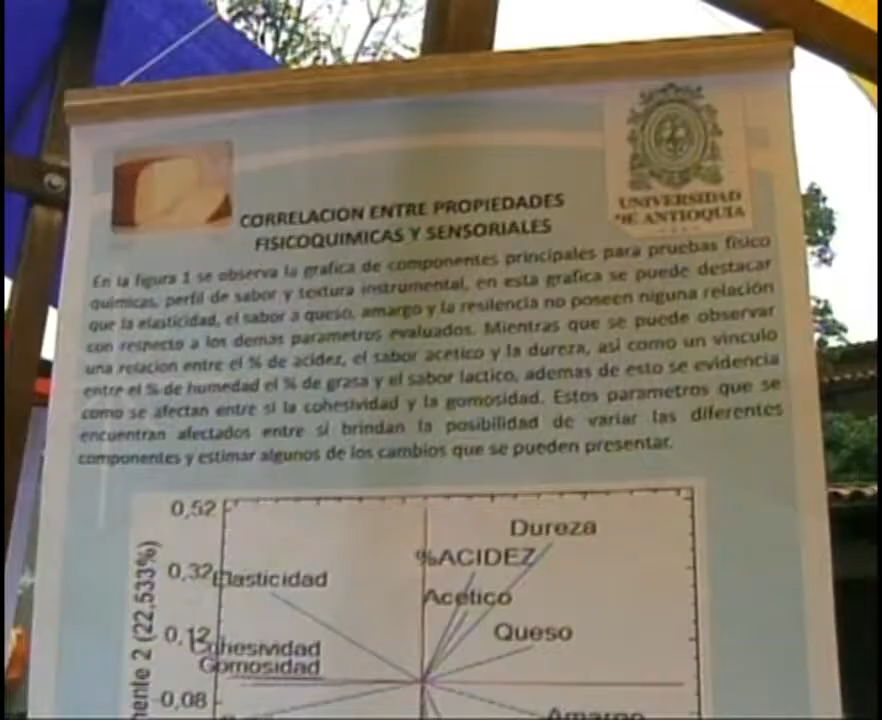 UNIVERSIDAD
DE ANTIOQUIA
CORRELACION ENTRE PROPIEDADES
FISICOQUIMICAS Y SENSORIALES
En la figura 1 se observa la grafica de componentes principales para pruebas físico
quimicas, perfil de sabor y textura instrumental, en esta grafica se puede destacar
que la elasticidad, el sabor a queso, amargo y la resilencia no poseen niguna relación
con respecto a los demas parametros evaluados. Mientras que se puede observar
una relacion entre el % de acidez, el sabor acetico y la dureza, asi como un vinculo
entre el % de humedad el % de grasa y el sabor lactico, ademas de esto se evidencia
como se afectan entre si la cohesividad y la gomosidad. Estos parametros que se
encuentran afectados entre si brindan la posibilidad de variar las diferentes
componentes y estimar algunos de los cambios que se pueden presentar.
0,52
Dureza
%ACIDEZ
0,32
Elasticidad
Acetico
0,12
Queso
Cohesividad
Gomosidad
-0,08
Amargo
nente 2 (22,533%)